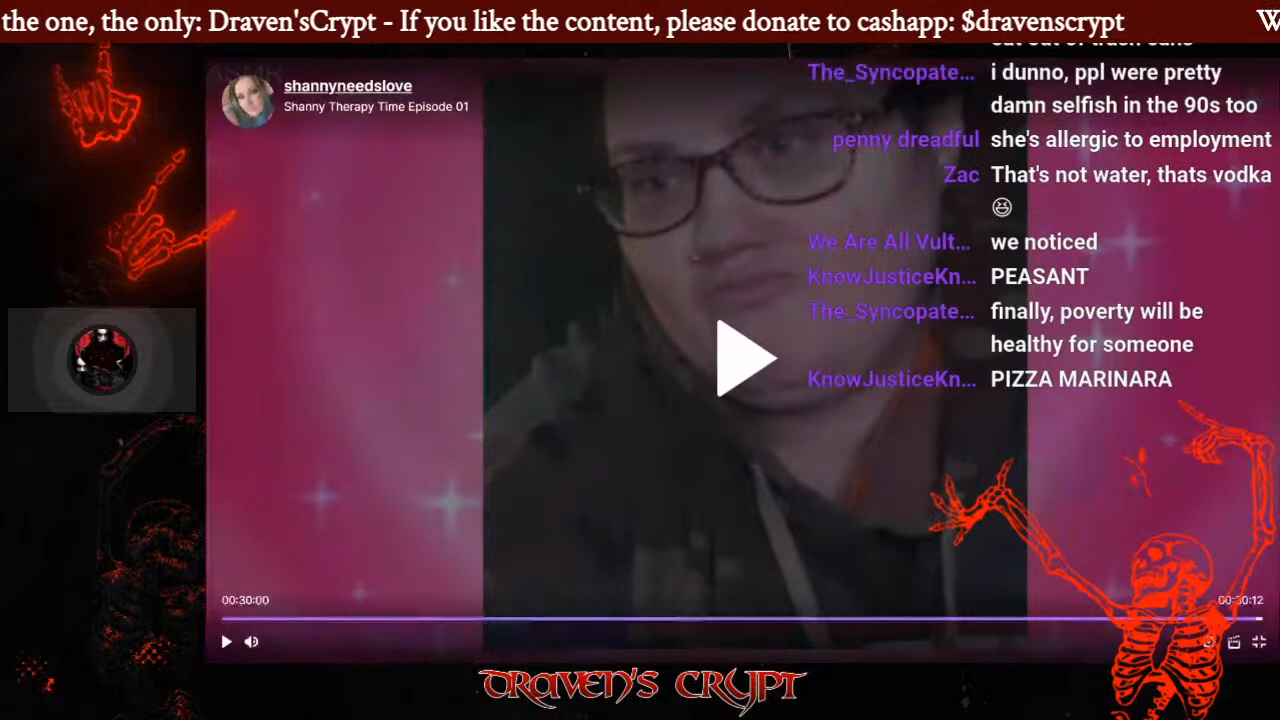 the one, the only: Draven'sCrypt - If you like the content, please donate to cashapp: $dravenscrypt
shannyneedslove
Shanny Therapy Time Episode 01
The_Syncopate... i dunno, ppl were pretty
damn selfish in the 90s too
penny dreadful she's allergic to employment
Zac That's not water, thats vodka
😆
We Are All Vult... we noticed
KnowJusticeKn... PEASANT
The_Syncopate... finally, poverty will be
healthy for someone
KnowJusticeKn... PIZZA MARINARA
00:30:00
00:30:12
DRAVEN'S CRYPT